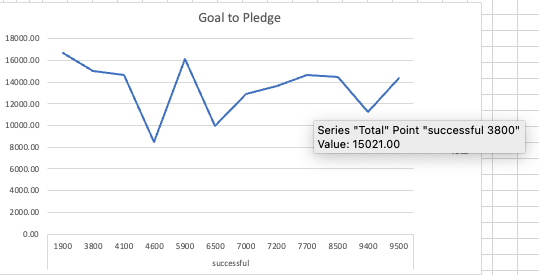 Goal to Pledge
18000.00
16000.00
14000.00
12000.00
10000.00
8000.00
6000.00
4000.00
2000.00
0.00
Series "Total" Point "successful 3800"
Value: 15021.00
1900 3800 4100 4600 5900 6500 7000 7200 7700 8500 9400 9500
successful